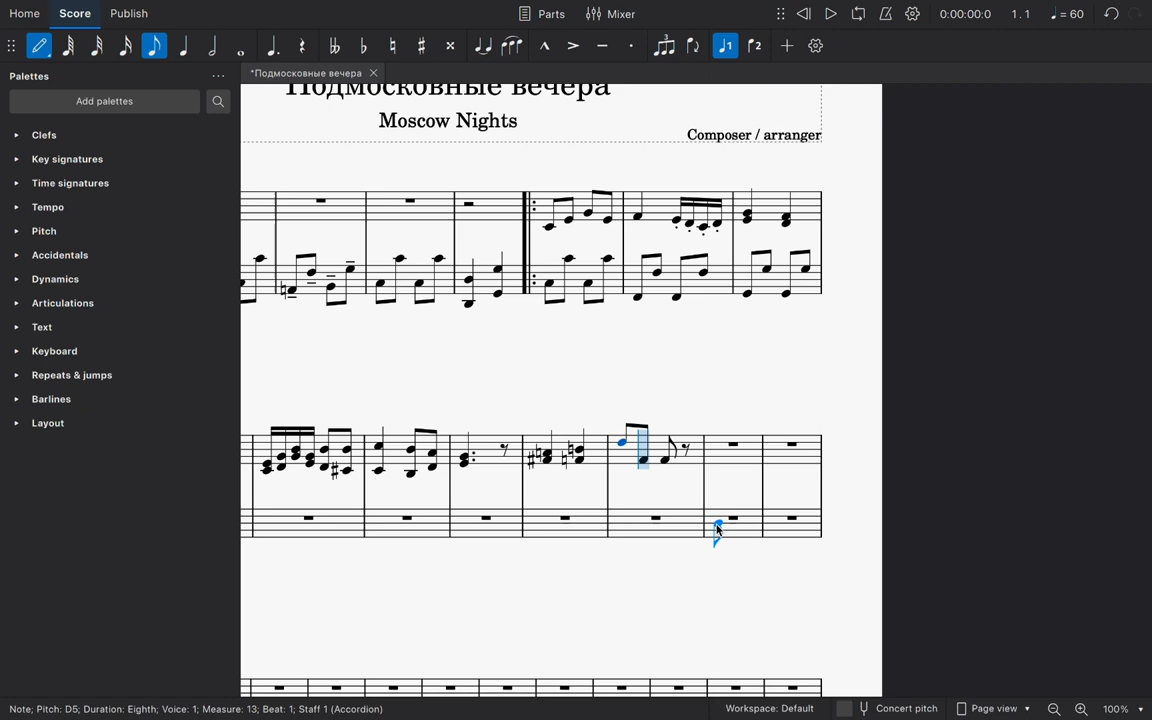 Home Score Publish Parts Mixer 0:00:00:0 1. 1 = 60
3 1 2
Palettes *Подмосковные вечера
Add palettes
Clefs
Key signatures
Time signatures
Tempo
Pitch
Accidentals
Dynamics
Articulations
Text
Keyboard
Repeats & jumps
Barlines
Layout
Подмосковные вечера
Moscow Nights
Composer / arranger
Note; Pitch: D5; Duration: Eighth; Voice: 1; Measure: 13; Beat: 1; Staff 1 (Accordion) Workspace: Default Concert pitch Page view 100%